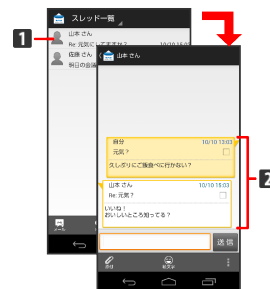 スレッド一覧
1
山本 さん
Re: 元気にしてますか?
佐藤 さん
明日の会議
山本 さん
自分
10/10 13:03
元気?
久しぶりにご飯食べに行かない?
2
山本 さん
10/10 15:03
Re: 元気?
いいね!
おいしいところ知ってる?
送信
添付
絵文字